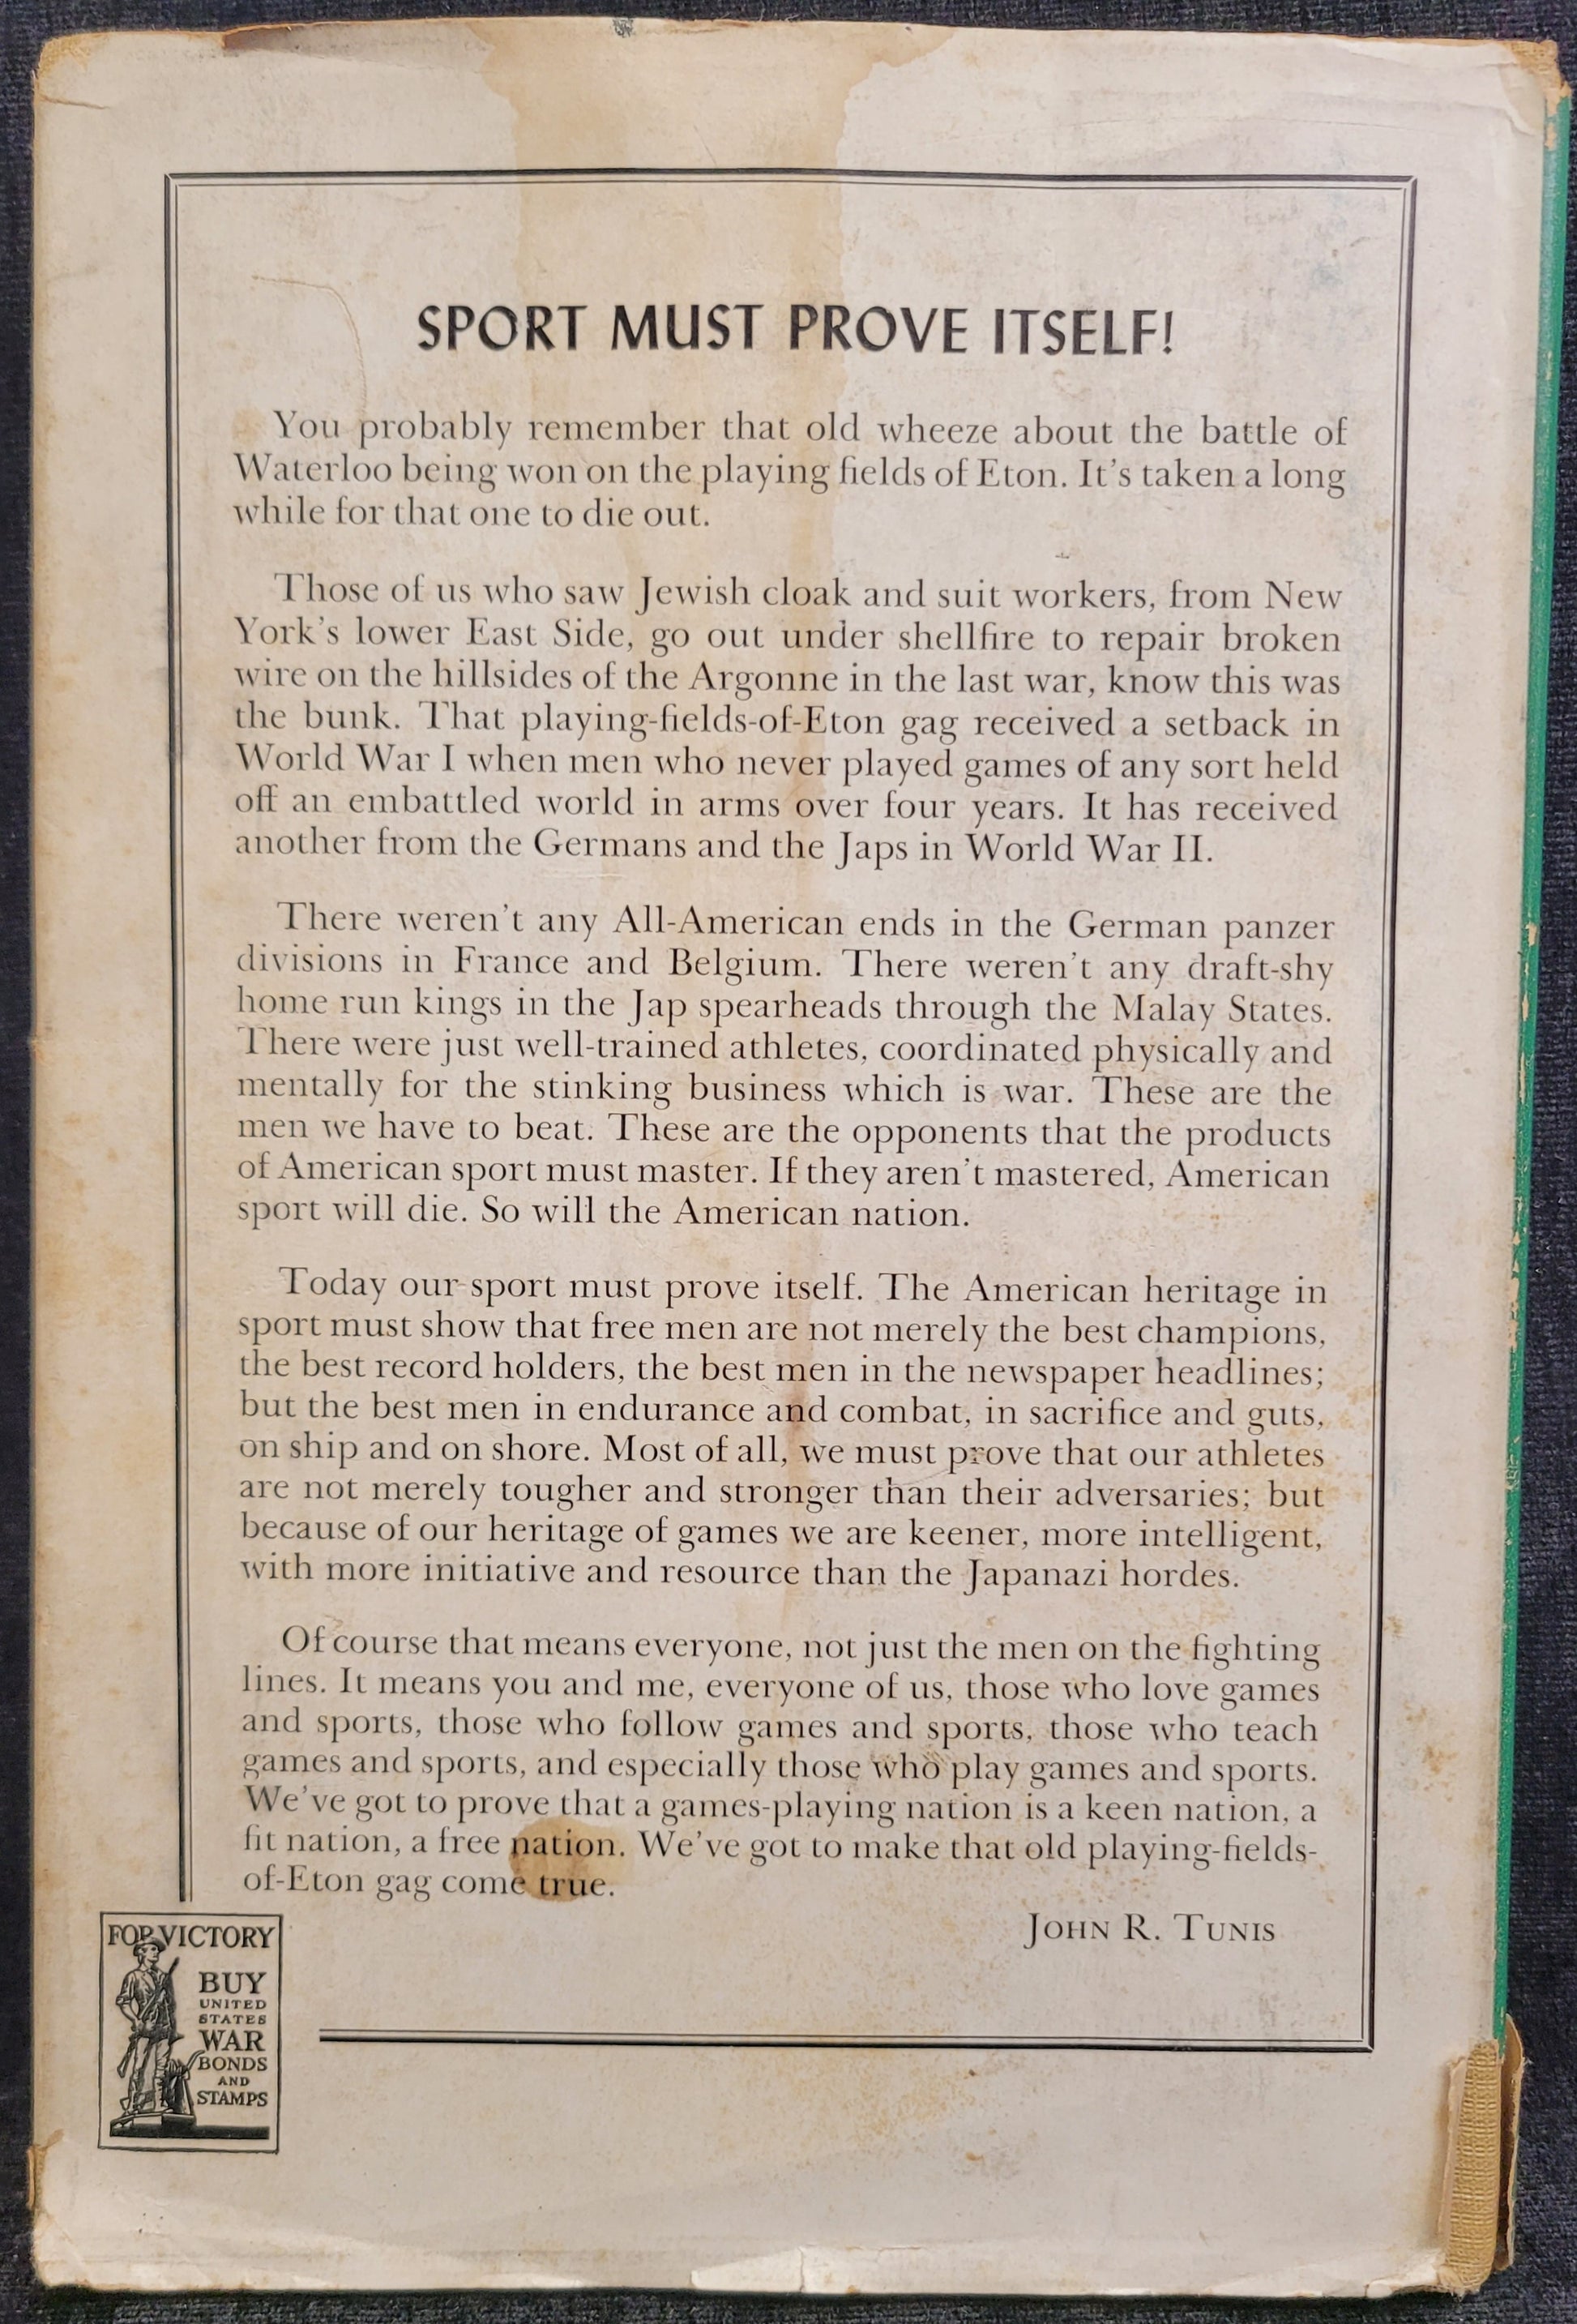 SPORT MUST PROVE ITSELF!
You probably remember that old wheeze about the battle of
Waterloo being won on the playing fields of Eton. It's taken a long
while for that one to die out.
Those of us who saw Jewish cloak and suit workers, from New
York's lower East Side, go out under shellfire to repair broken
wire on the hillsides of the Argonne in the last war, know this was
the bunk. That playing-fields-of-Eton gag received a setback in
World War I when men who never played games of any sort held
off an embattled world in arms over four years. It has received
another from the Germans and the Japs in World War II.
There weren't any All-American ends in the German panzer
divisions in France and Belgium. There weren't any draft-shy
home run kings in the Jap spearheads through the Malay States.
There were just well-trained athletes, coordinated physically and
mentally for the stinking business which is war. These are the
men we have to beat. These are the opponents that the products
of American sport must master. If they aren't mastered, American
sport will die. So will the American nation.
Today our sport must prove itself. The American heritage in
sport must show that free men are not merely the best champions,
the best record holders, the best men in the newspaper headlines;
but the best men in endurance and combat, in sacrifice and guts,
on ship and on shore. Most of all, we must prove that our athletes
are not merely tougher and stronger than their adversaries; but
because of our heritage of games we are keener, more intelligent,
with more initiative and resource than the Japanazi hordes.
Of course that means everyone, not just the men on the fighting
lines. It means you and me, everyone of us, those who love games
and sports, those who follow games and sports, those who teach
games and sports, and especially those who play games and sports.
We've got to prove that a games-playing nation is a keen nation, a
fit nation, a free nation. We've got to make that old playing-fields-
of-Eton gag come true.
JOHN R. TUNIS
FOR VICTORY
BUY
UNITED
STATES
WAR
BONDS
AND
STAMPS